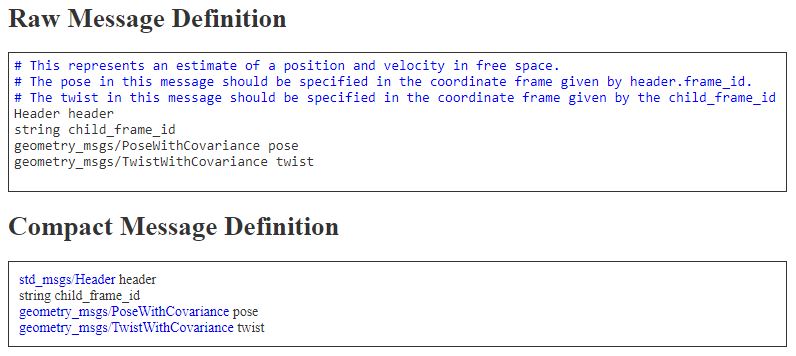 Raw Message Definition
# This represents an estimate of a position and velocity in free space.
# The pose in this message should be specified in the coordinate frame given by header.frame_id.
# The twist in this message should be specified in the coordinate frame given by the child_frame_id
Header header
string child_frame_id
geometry_msgs/PoseWithCovariance pose
geometry_msgs/TwistWithCovariance twist
Compact Message Definition
std_msgs/Header header
string child_frame_id
geometry_msgs/PoseWithCovariance pose
geometry_msgs/TwistWithCovariance twist